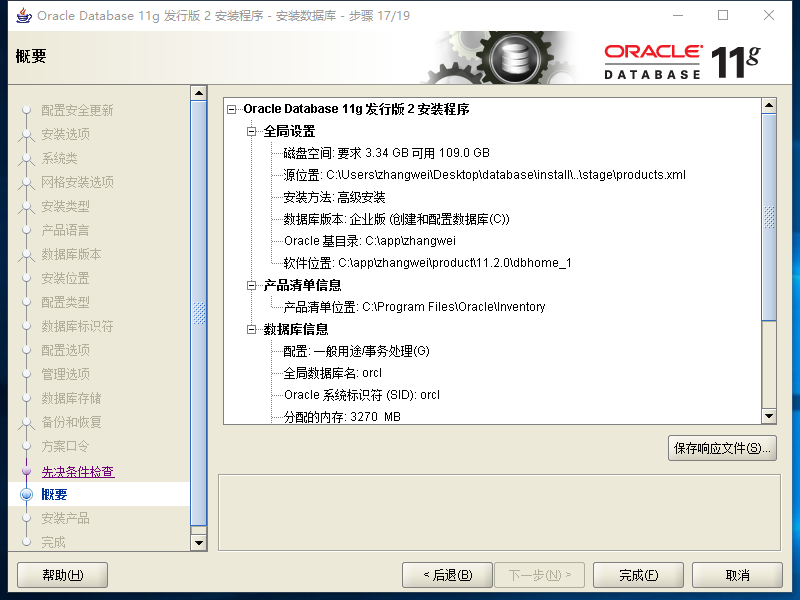 Oracle Database 11g 发行版 2 安装程序 - 安装数据库 - 步骤 17/19
概要
ORACLE
DATABASE 11g
配置安全更新
安装选项
系统类
网格安装选项
安装类型
产品语言
数据库版本
安装位置
配置类型
数据库标识符
配置选项
管理选项
数据库存储
备份和恢复
方案口令
先决条件检查
概要
安装产品
完成
Oracle Database 11g 发行版 2 安装程序
全局设置
磁盘空间: 要求 3.34 GB 可用 109.0 GB
源位置: C:\Users\zhangwei\Desktop\database\install\..\stage\products.xml
安装方法: 高级安装
数据库版本: 企业版 (创建和配置数据库(C))
Oracle 基目录: C:\app\zhangwei
软件位置: C:\app\zhangwei\product\11.2.0\dbhome_1
产品清单信息
产品清单位置: C:\Program Files\Oracle\Inventory
数据库信息
配置: 一般用途/事务处理(G)
全局数据库名: orcl
Oracle 系统标识符 (SID): orcl
分配的内存: 3270 MB
保存响应文件(S)...
帮助(H)
< 后退(B)
下一步(N) >
完成(F)
取消